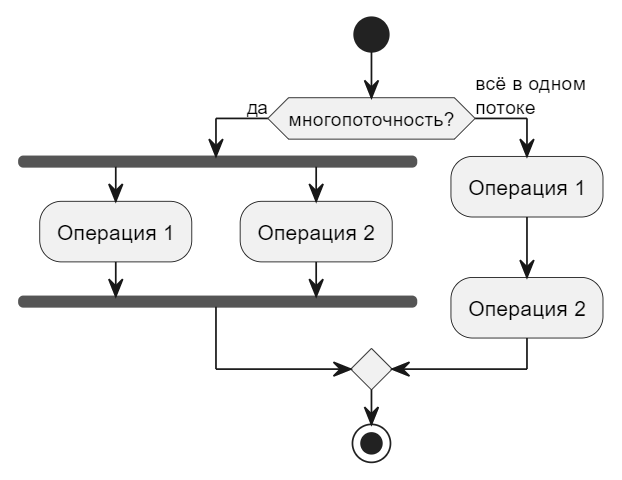 всё в одном
потоке
да
многопоточность?
Операция 1
Операция 2
Операция 1
Операция 2